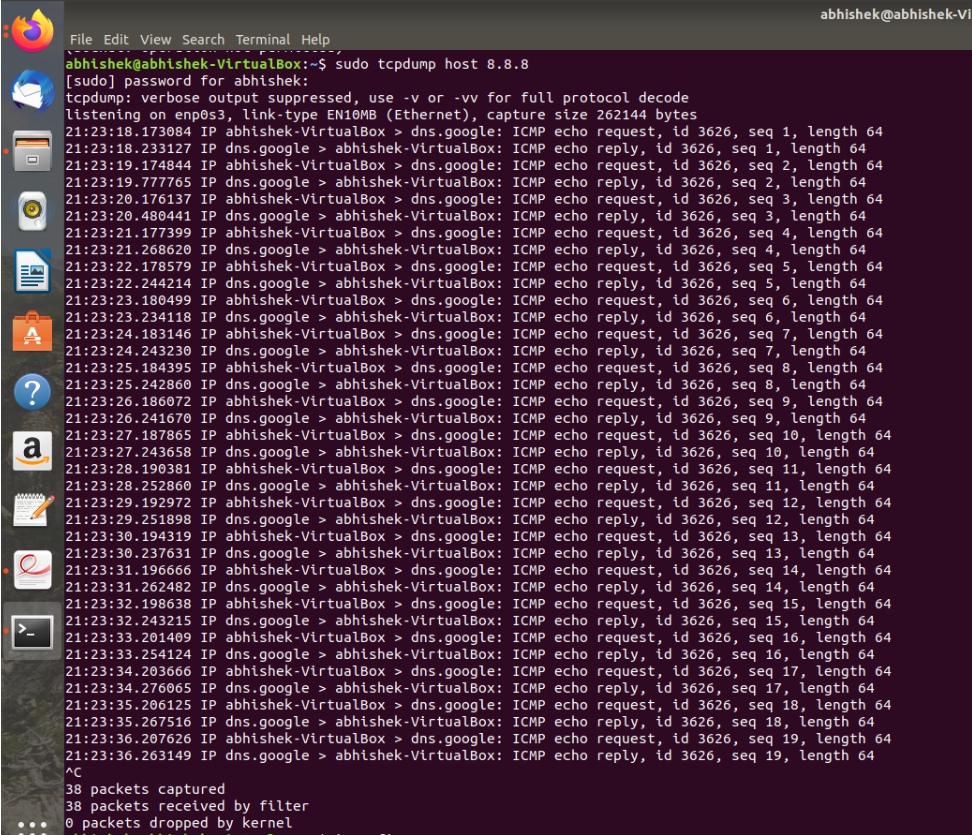 abhishek@abhishek-Vi
File Edit View Search Terminal Help
abhishek@abhishek-VirtualBox:~$ sudo tcpdump host 8.8.8.8
[sudo] password for abhishek:
tcpdump: verbose output suppressed, use -v or -vv for full protocol decode
listening on enp0s3, link-type EN10MB (Ethernet), capture size 262144 bytes
21:23:18.173084 IP abhishek-VirtualBox > dns.google: ICMP echo request, id 3626, seq 1, length 64
21:23:18.233127 IP dns.google > abhishek-VirtualBox: ICMP echo reply, id 3626, seq 1, length 64
21:23:19.174844 IP abhishek-VirtualBox > dns.google: ICMP echo request, id 3626, seq 2, length 64
21:23:19.777765 IP dns.google > abhishek-VirtualBox: ICMP echo reply, id 3626, seq 2, length 64
21:23:20.176137 IP abhishek-VirtualBox > dns.google: ICMP echo request, id 3626, seq 3, length 64
21:23:20.480441 IP dns.google > abhishek-VirtualBox: ICMP echo reply, id 3626, seq 3, length 64
21:23:21.177399 IP abhishek-VirtualBox > dns.google: ICMP echo request, id 3626, seq 4, length 64
21:23:21.268620 IP dns.google > abhishek-VirtualBox: ICMP echo reply, id 3626, seq 4, length 64
21:23:22.178579 IP abhishek-VirtualBox > dns.google: ICMP echo request, id 3626, seq 5, length 64
21:23:22.244214 IP dns.google > abhishek-VirtualBox: ICMP echo reply, id 3626, seq 5, length 64
21:23:23.180499 IP abhishek-VirtualBox > dns.google: ICMP echo request, id 3626, seq 6, length 64
21:23:23.234118 IP dns.google > abhishek-VirtualBox: ICMP echo reply, id 3626, seq 6, length 64
21:23:24.183146 IP abhishek-VirtualBox > dns.google: ICMP echo request, id 3626, seq 7, length 64
21:23:24.243230 IP dns.google > abhishek-VirtualBox: ICMP echo reply, id 3626, seq 7, length 64
21:23:25.184395 IP abhishek-VirtualBox > dns.google: ICMP echo request, id 3626, seq 8, length 64
21:23:25.242860 IP dns.google > abhishek-VirtualBox: ICMP echo reply, id 3626, seq 8, length 64
21:23:26.186072 IP abhishek-VirtualBox > dns.google: ICMP echo request, id 3626, seq 9, length 64
21:23:26.241670 IP dns.google > abhishek-VirtualBox: ICMP echo reply, id 3626, seq 9, length 64
21:23:27.187865 IP abhishek-VirtualBox > dns.google: ICMP echo request, id 3626, seq 10, length 64
21:23:27.243658 IP dns.google > abhishek-VirtualBox: ICMP echo reply, id 3626, seq 10, length 64
21:23:28.190381 IP abhishek-VirtualBox > dns.google: ICMP echo request, id 3626, seq 11, length 64
21:23:28.252860 IP dns.google > abhishek-VirtualBox: ICMP echo reply, id 3626, seq 11, length 64
21:23:29.192972 IP abhishek-VirtualBox > dns.google: ICMP echo request, id 3626, seq 12, length 64
21:23:29.251898 IP dns.google > abhishek-VirtualBox: ICMP echo reply, id 3626, seq 12, length 64
21:23:30.194319 IP abhishek-VirtualBox > dns.google: ICMP echo request, id 3626, seq 13, length 64
21:23:30.237631 IP dns.google > abhishek-VirtualBox: ICMP echo reply, id 3626, seq 13, length 64
21:23:31.196666 IP abhishek-VirtualBox > dns.google: ICMP echo request, id 3626, seq 14, length 64
21:23:31.262482 IP dns.google > abhishek-VirtualBox: ICMP echo reply, id 3626, seq 14, length 64
21:23:32.198638 IP abhishek-VirtualBox > dns.google: ICMP echo request, id 3626, seq 15, length 64
21:23:32.243215 IP dns.google > abhishek-VirtualBox: ICMP echo reply, id 3626, seq 15, length 64
21:23:33.201409 IP abhishek-VirtualBox > dns.google: ICMP echo request, id 3626, seq 16, length 64
21:23:33.254124 IP dns.google > abhishek-VirtualBox: ICMP echo reply, id 3626, seq 16, length 64
21:23:34.203666 IP abhishek-VirtualBox > dns.google: ICMP echo request, id 3626, seq 17, length 64
21:23:34.276065 IP dns.google > abhishek-VirtualBox: ICMP echo reply, id 3626, seq 17, length 64
21:23:35.206125 IP abhishek-VirtualBox > dns.google: ICMP echo request, id 3626, seq 18, length 64
21:23:35.267516 IP dns.google > abhishek-VirtualBox: ICMP echo reply, id 3626, seq 18, length 64
21:23:36.207626 IP abhishek-VirtualBox > dns.google: ICMP echo request, id 3626, seq 19, length 64
21:23:36.263149 IP dns.google > abhishek-VirtualBox: ICMP echo reply, id 3626, seq 19, length 64
^C
38 packets captured
38 packets received by filter
0 packets dropped by kernel